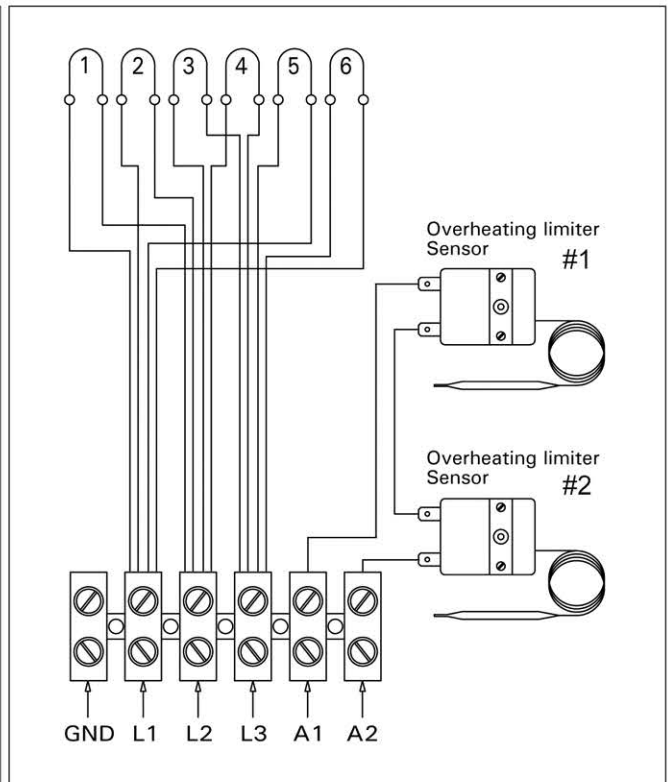 1 2 3 4 5 6
Overheating limiter
Sensor
#1
Overheating limiter
Sensor
#2
GND L1 L2 L3 A1 A2